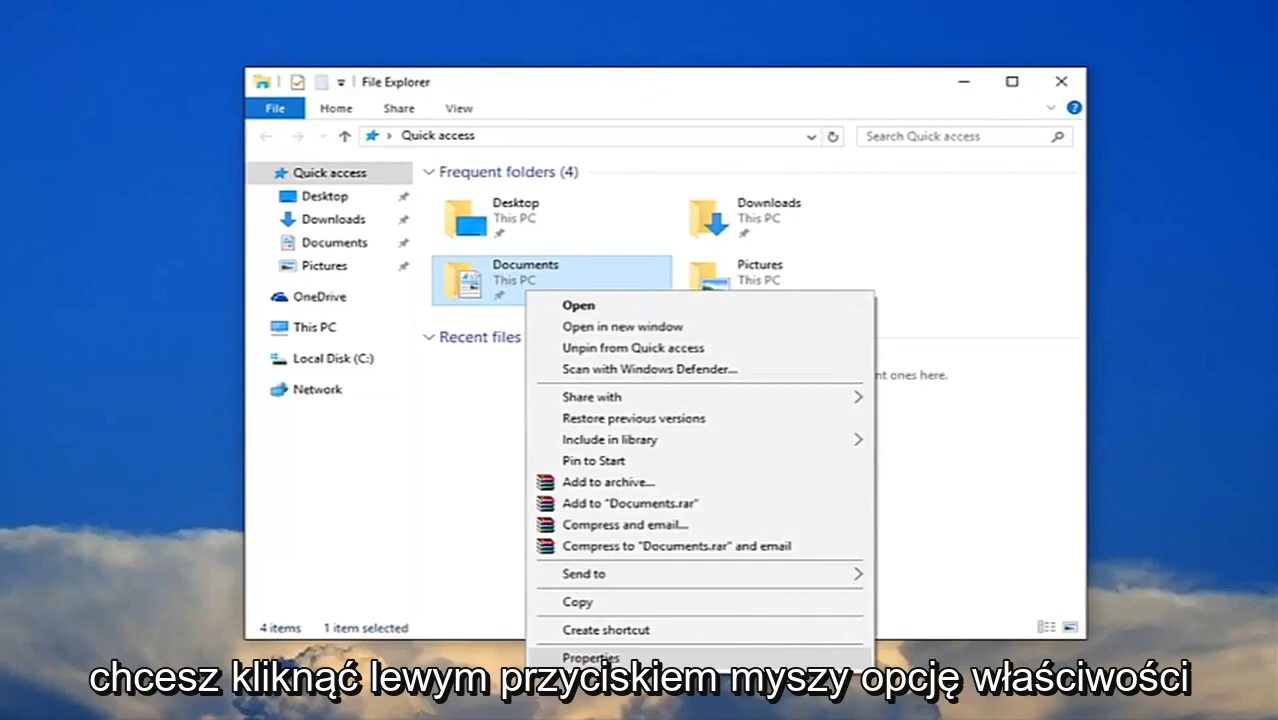 File Explorer
File
Home
Share
View
Quick access
Search Quick access
Quick access
Desktop
Downloads
Documents
Pictures
OneDrive
This PC
Local Disk (C:)
Network
Frequent folders (4)
Desktop
This PC
Downloads
This PC
Documents
This PC
Pictures
This PC
Recent files
nt ones here.
Open
Open in new window
Unpin from Quick access
Scan with Windows Defender...
Share with
Restore previous versions
Include in library
Pin to Start
Add to archive...
Add to "Documents.rar"
Compress and email...
Compress to "Documents.rar" and email
Send to
Copy
Create shortcut
Properties
4 items
1 item selected
chcesz kliknąć lewym przyciskiem myszy opcję właściwości